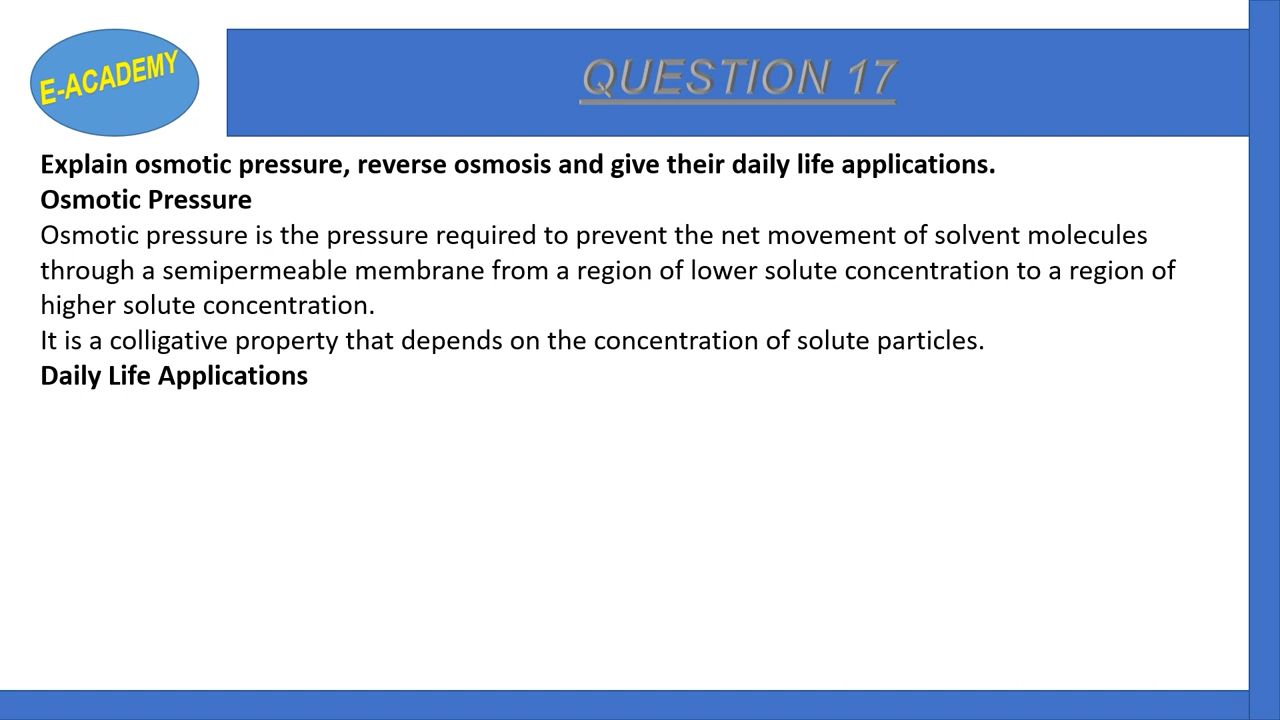 E-ACADEMY
QUESTION 17
Explain osmotic pressure, reverse osmosis and give their daily life applications.
Osmotic Pressure
Osmotic pressure is the pressure required to prevent the net movement of solvent molecules
through a semipermeable membrane from a region of lower solute concentration to a region of
higher solute concentration.
It is a colligative property that depends on the concentration of solute particles.
Daily Life Applications